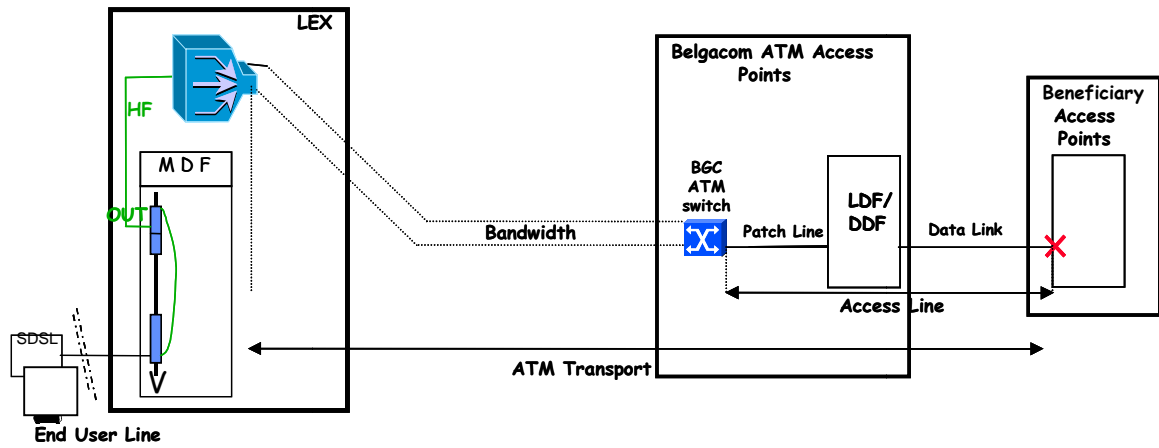 LEX
HF
M D F
OUT
V
SDSL
End User Line
Bandwidth
ATM Transport
Belgacom ATM Access
Points
BGC
ATM
switch
Patch Line
LDF/
DDF
Data Link
Access Line
Beneficiary
Access
Points